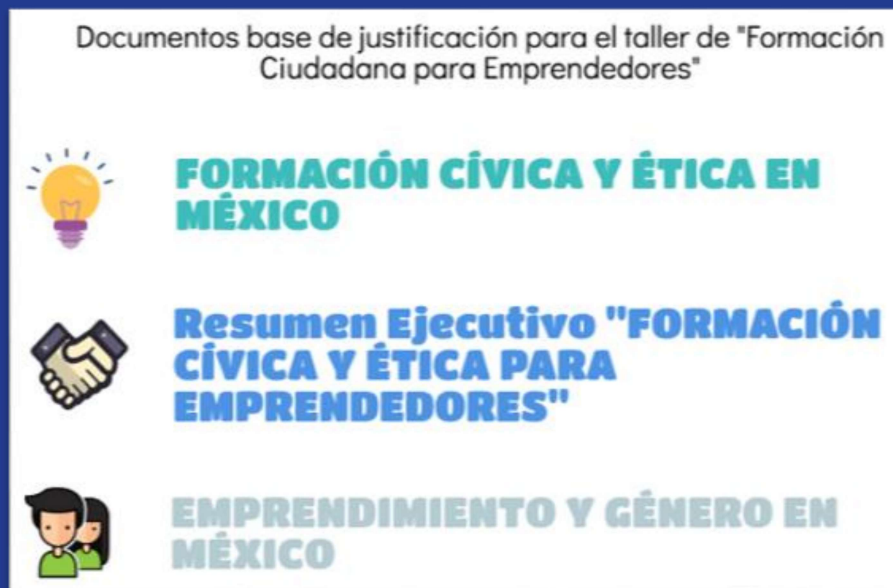 Documentos base de justificación para el taller de "Formación
Ciudadana para Emprendedores"
FORMACIÓN CÍVICA Y ÉTICA EN
MÉXICO
Resumen Ejecutivo "FORMACIÓN
CÍVICA Y ÉTICA PARA
EMPRENDEDORES"
EMPRENDIMIENTO Y GÉNERO EN
MÉXICO